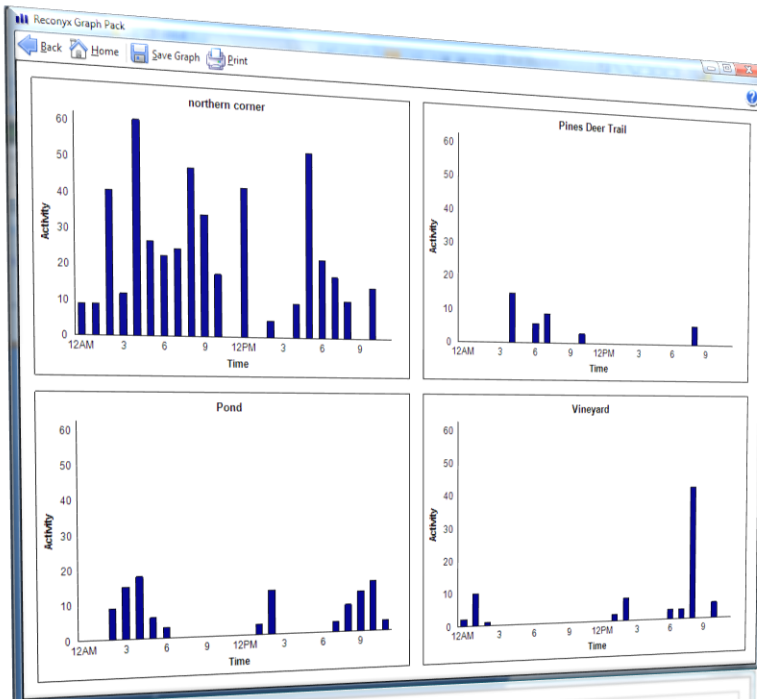 Reconyx Graph Pack
Back Home Save Graph Print
northern corner
60
50
40
30
20
10
0
Activity
12AM 3 6 9 12PM 3 6 9
Time
Pines Deer Trail
60
50
40
30
20
10
0
Activity
12AM 3 6 9 12PM 3 6 9
Time
Pond
60
50
40
30
20
10
0
Activity
12AM 3 6 9 12PM 3 6 9
Time
Vineyard
60
50
40
30
20
10
0
Activity
12AM 3 6 9 12PM 3 6 9
Time